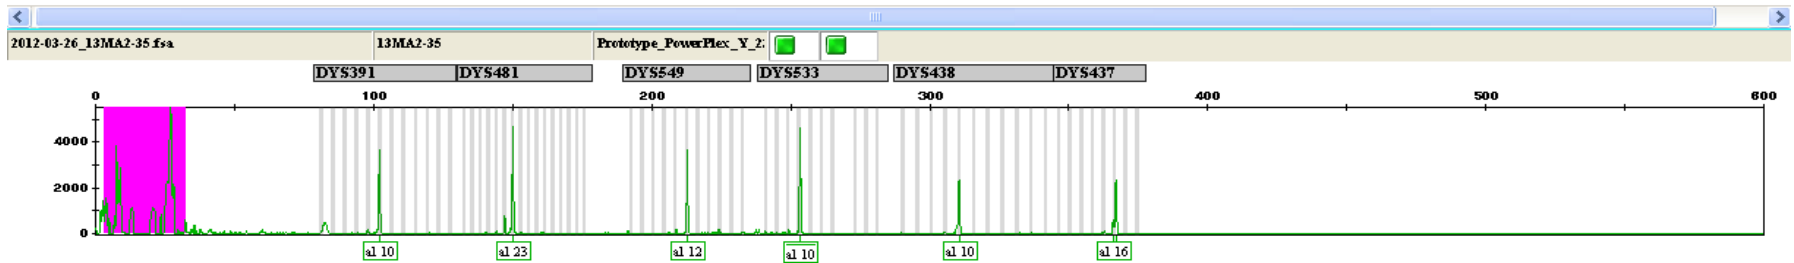 2012-03-26_13MA2-35.fsa 13MA2-35 Prototype_PowerPlex_Y_2:
DYS391 DYS481 DYS549 DYS533 DYS438 DYS437
0 100 200 300 400 500 600
4000
2000
0
al 10 al 23 al 12 al 10 al 10 al 16